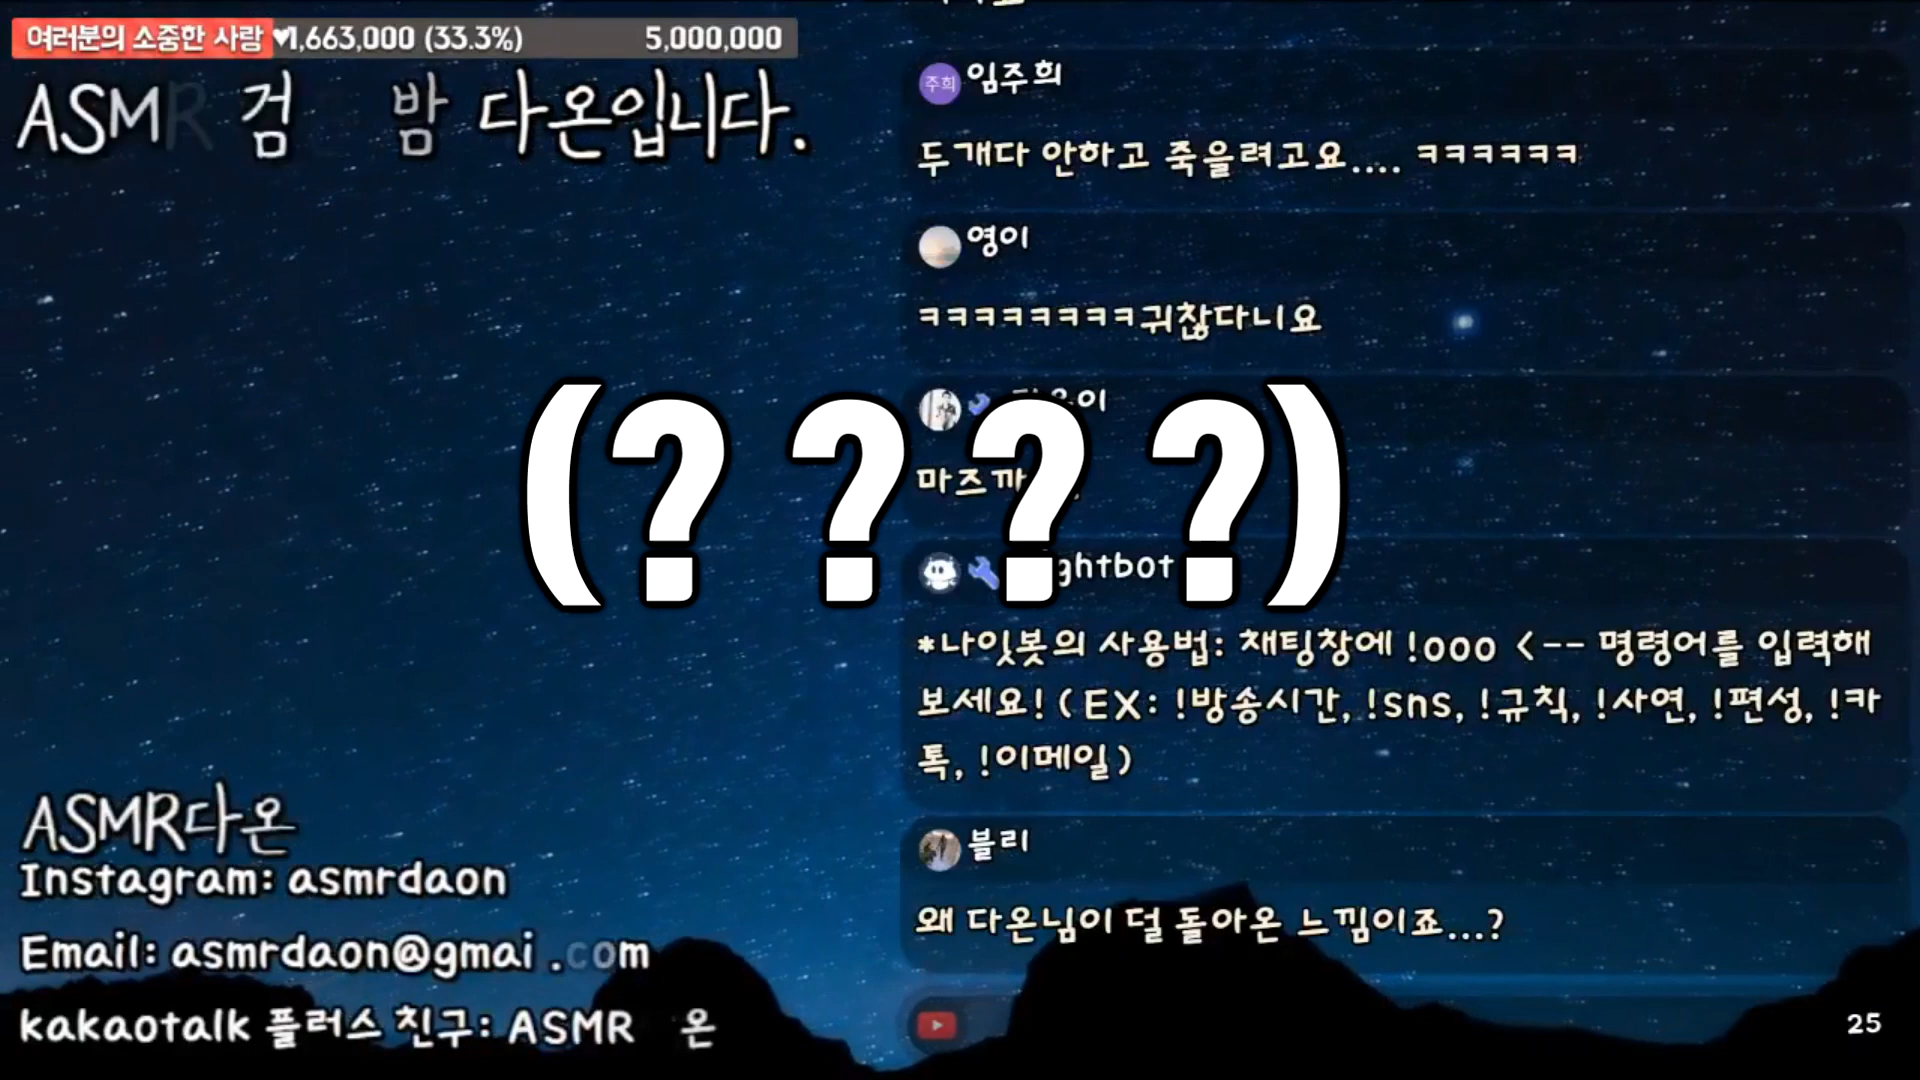 여러분의 소중한 사랑 ♥1,663,000 (33.3%) 5,000,000
ASMR 검 밤 다온입니다.
임주희
두개다 안하고 죽을려고요.... ㅋㅋㅋㅋㅋㅋ
영이
ㅋㅋㅋㅋㅋㅋㅋㅋ귀찮다니요
마즈까
(? ? ? ?)
ghtbot
*나잇봇의 사용법: 채팅창에 !ooo <-- 명령어를 입력해
보세요! (EX: !방송시간, !sns, !규칙, !사연, !편성, !카
톡, !이메일)
블리
왜 다온님이 덜 돌아온 느낌이죠...?
ASMR다온
Instagram: asmrdaon
Email: asmrdaon@gmai .com
kakaotalk 플러스 친구: ASMR 온
25